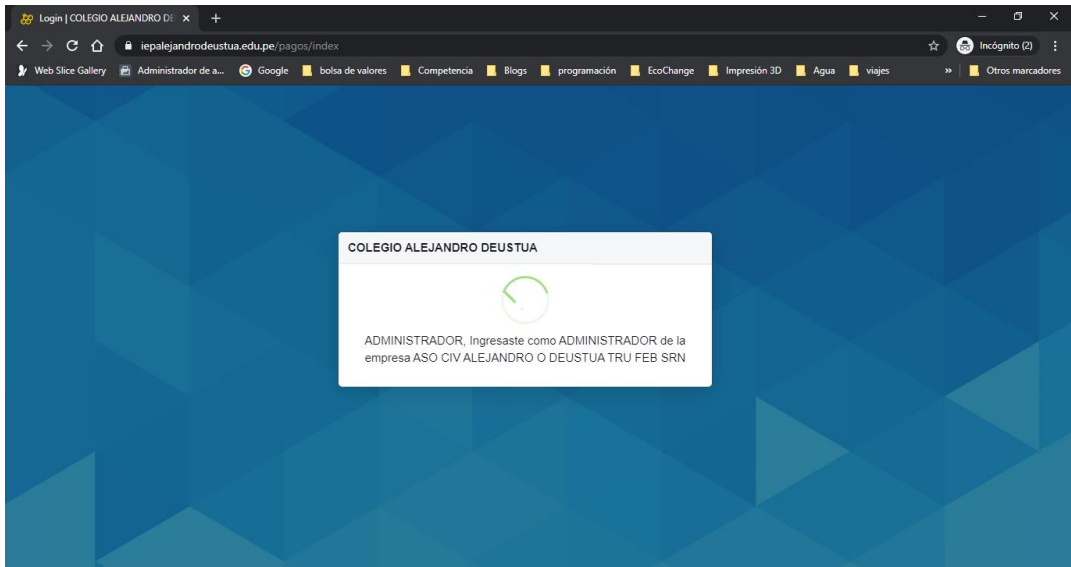 Login | COLEGIO ALEJANDRO DE
iepalejandrodeustua.edu.pe/pagos/index
Incógnito (2)
Web Slice Gallery Administrador de a... Google bolsa de valores Competencia Blogs programación EcoChange Impresión 3D Agua viajes » Otros marcadores
COLEGIO ALEJANDRO DEUSTUA
ADMINISTRADOR, Ingresaste como ADMINISTRADOR de la
empresa ASO CIV ALEJANDRO O DEUSTUA TRU FEB SRN